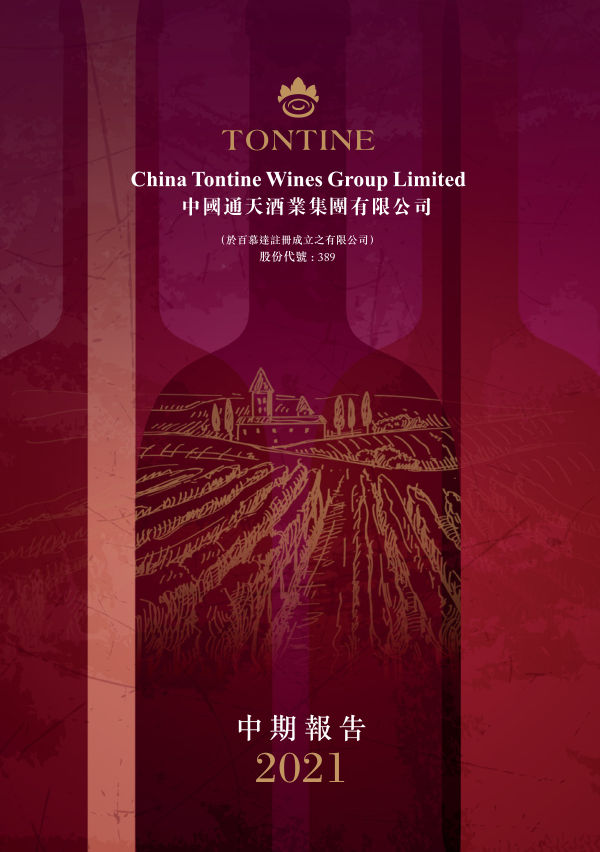 TONTINE
China Tontine Wines Group Limited
中國通天酒業集團有限公司
（於百慕達註冊成立之有限公司）
股份代號 : 389
中期報告
2021